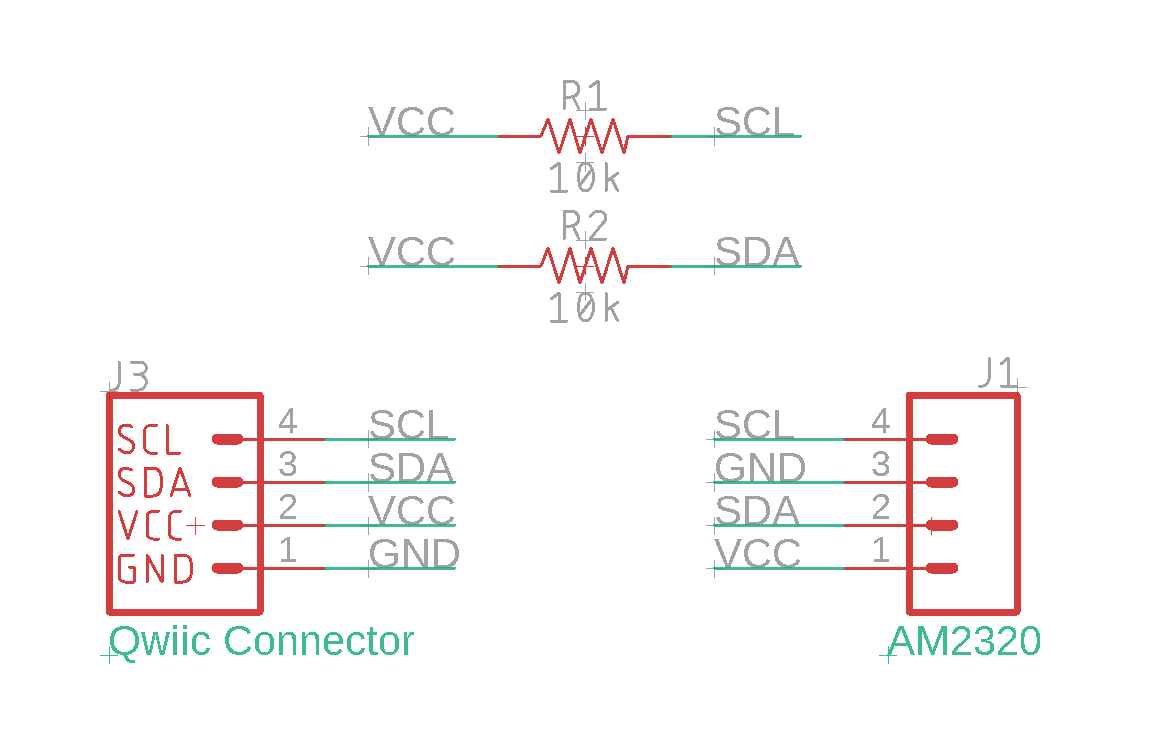 R1
VCC SCL
10k
R2
VCC SDA
10k
J3 J1
SCL 4 SCL SCL 4
SDA 3 SDA GND 3
VCC 2 VCC SDA 2
GND 1 GND VCC 1
Qwiic Connector AM2320